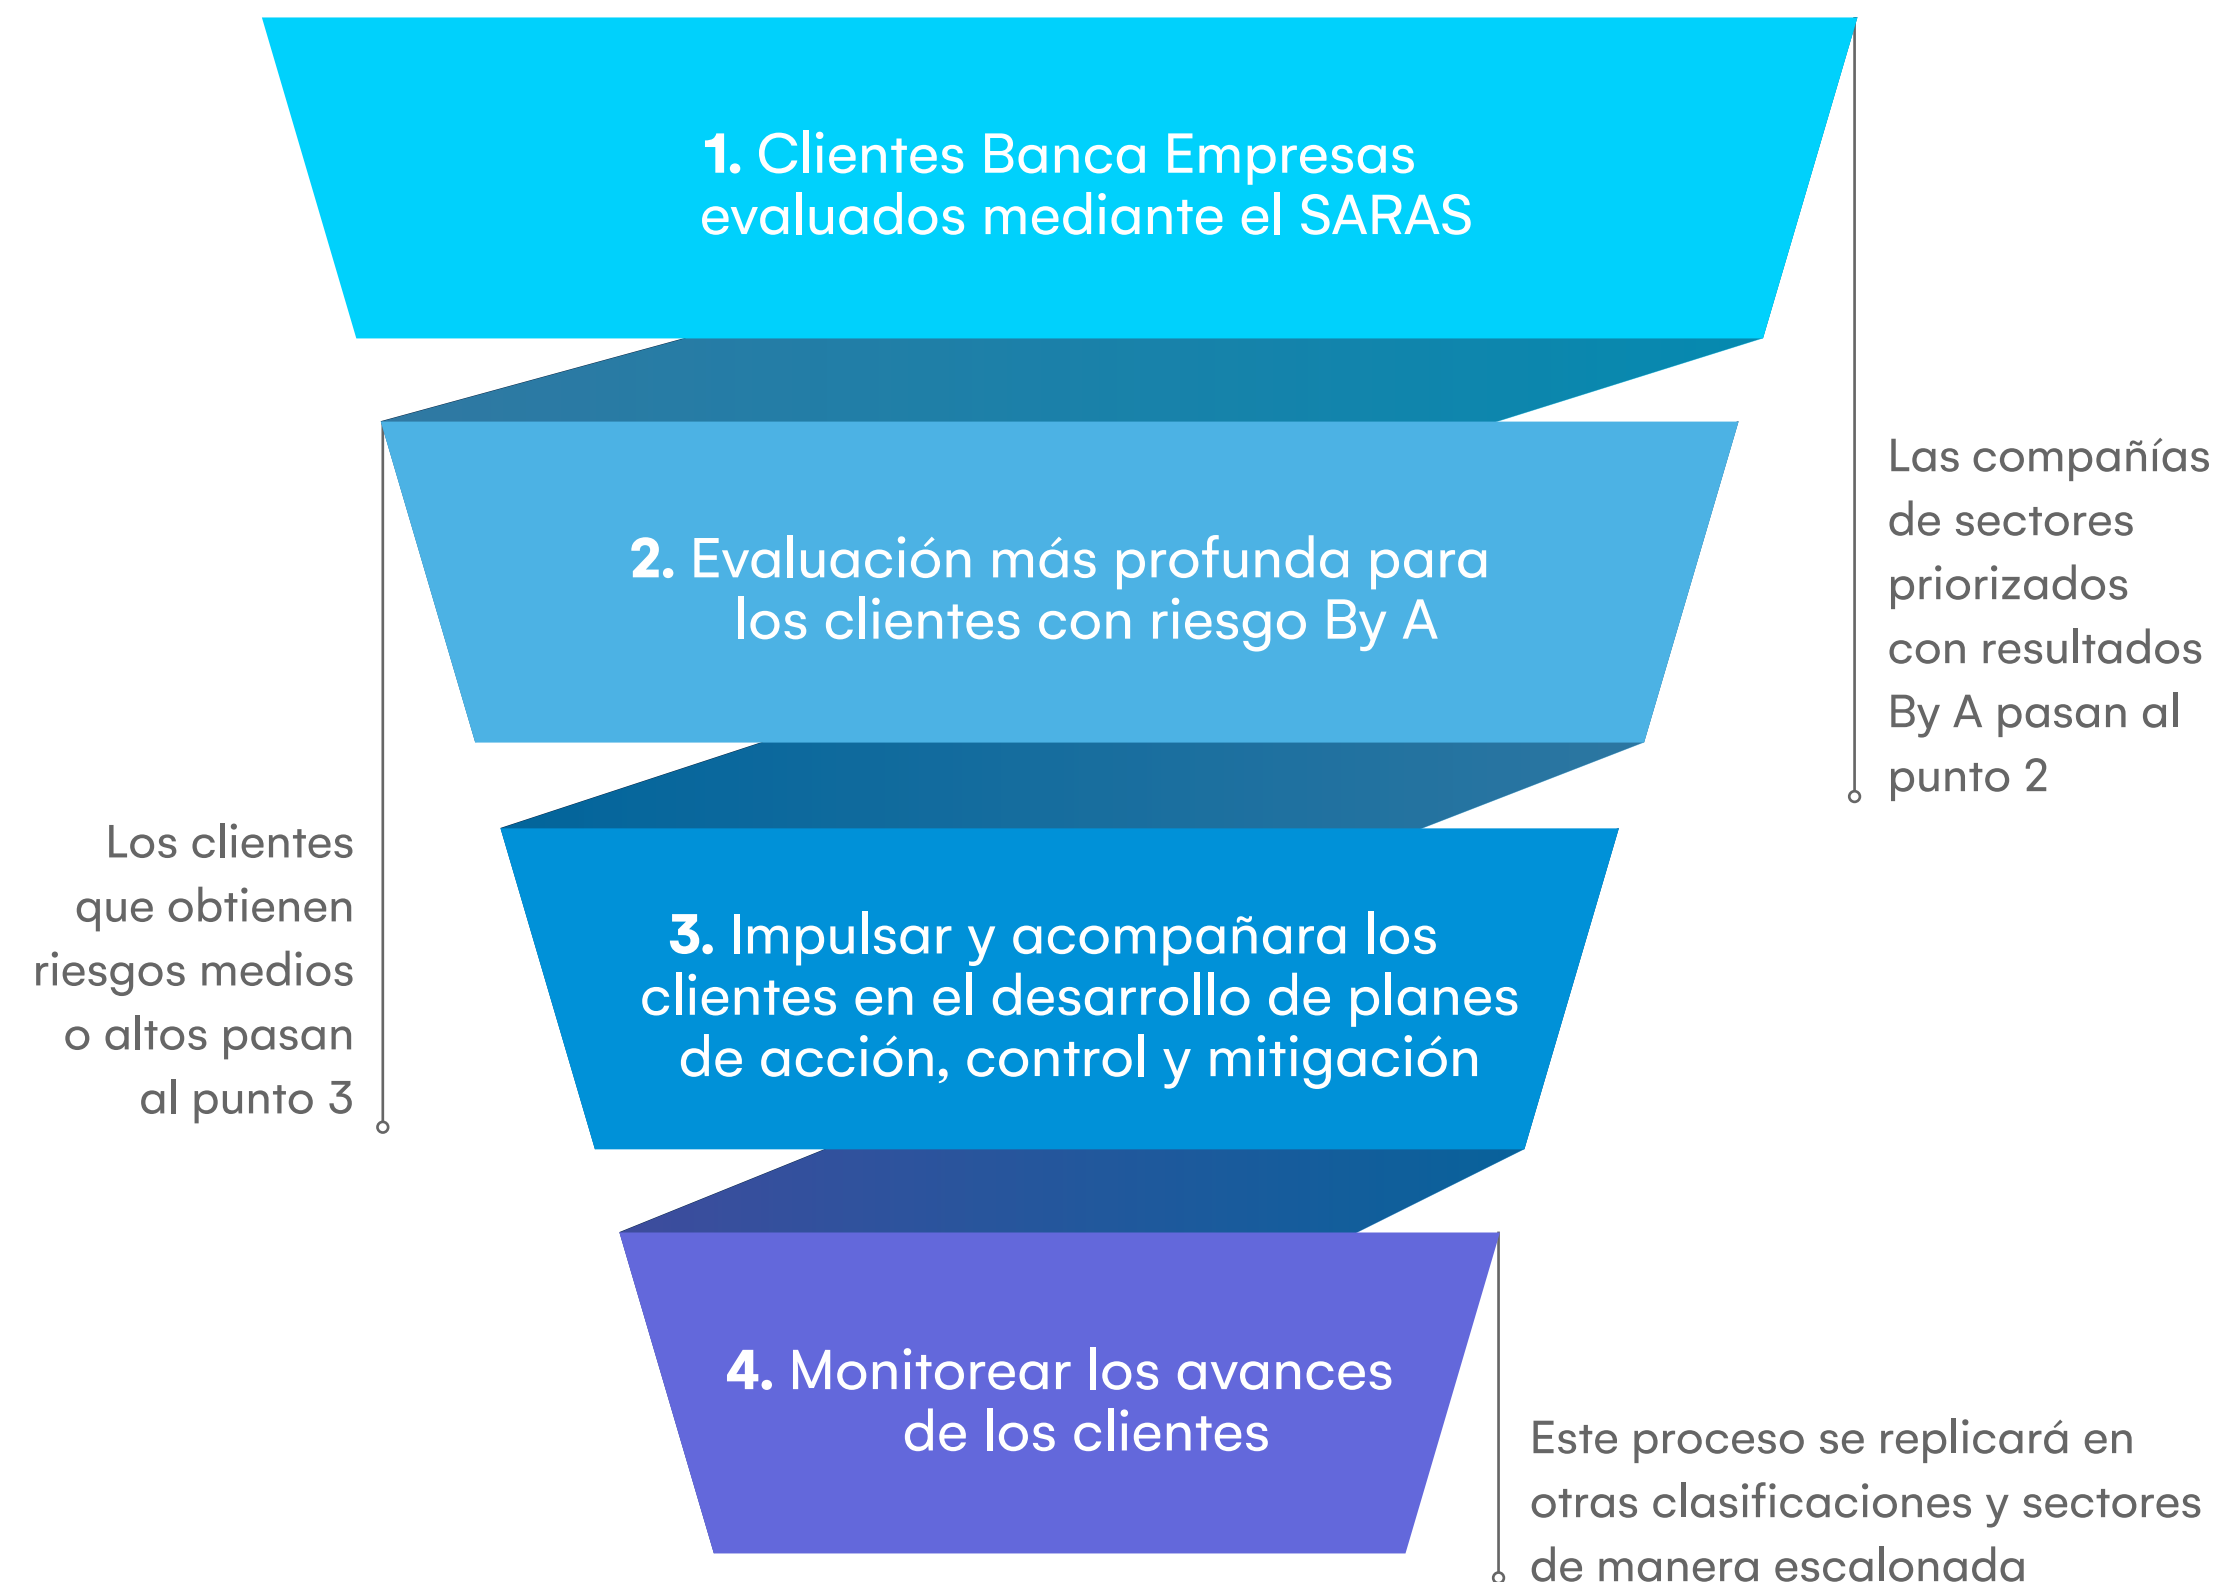 1. Clientes Banca Empresas
evaluados mediante el SARAS
2. Evaluación más profunda para
los clientes con riesgo By A
Las compañías
de sectores
priorizados
con resultados
By A pasan al
punto 2
Los clientes
que obtienen
riesgos medios
o altos pasan
al punto 3
3. Impulsar y acompañara los
clientes en el desarrollo de planes
de acción, control y mitigación
4. Monitorear los avances
de los clientes
Este proceso se replicará en
otras clasificaciones y sectores
de manera escalonada